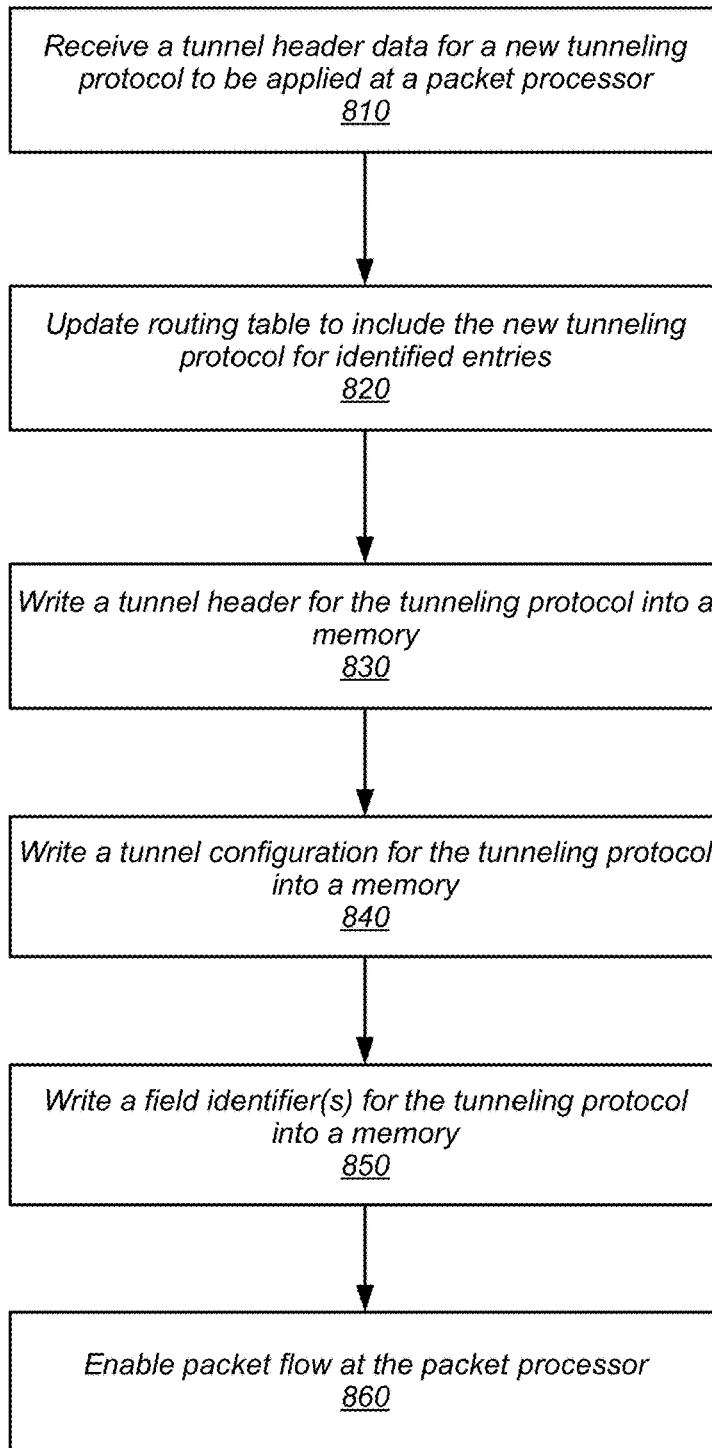 Receive a tunnel header data for a new tunneling
protocol to be applied at a packet processor
810
Update routing table to include the new tunneling
protocol for identified entries
820
Write a tunnel header for the tunneling protocol into a
memory
830
Write a tunnel configuration for the tunneling protocol
into a memory
840
Write a field identifier(s) for the tunneling protocol
into a memory
850
Enable packet flow at the packet processor
860